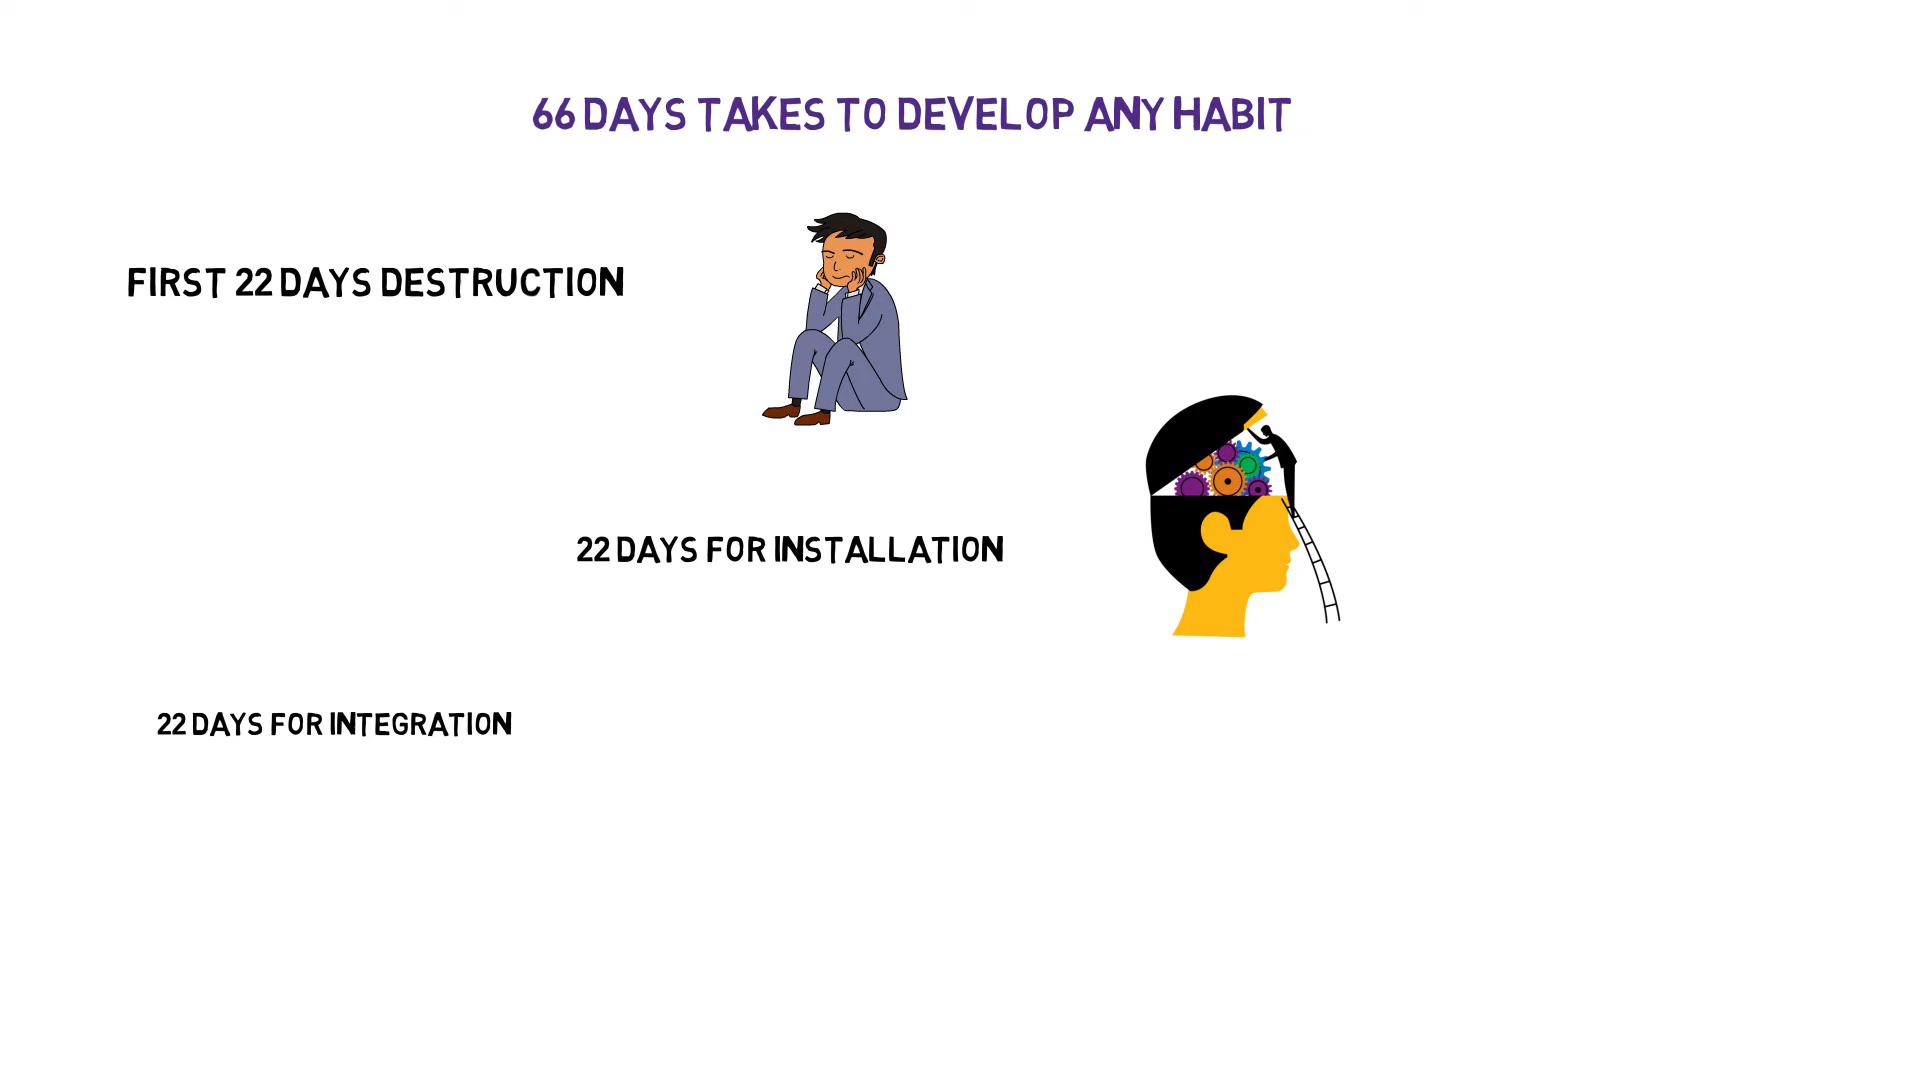 66 DAYS TAKES TO DEVELOP ANY HABIT
FIRST 22 DAYS DESTRUCTION
22 DAYS FOR INSTALLATION
22 DAYS FOR INTEGRATION